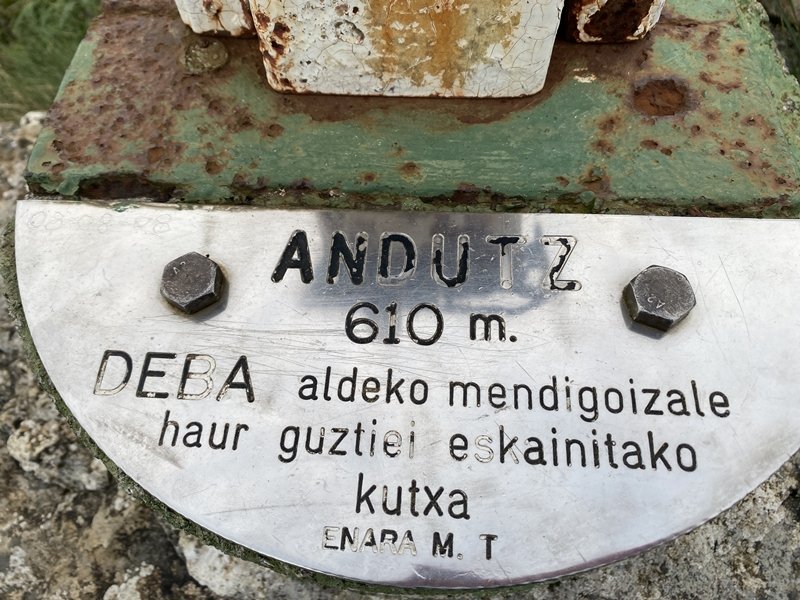 ANDUTZ
610 m.
DEBA aldeko mendigoizale
haur guztiei eskainitako
kutxa
ENARA M. T